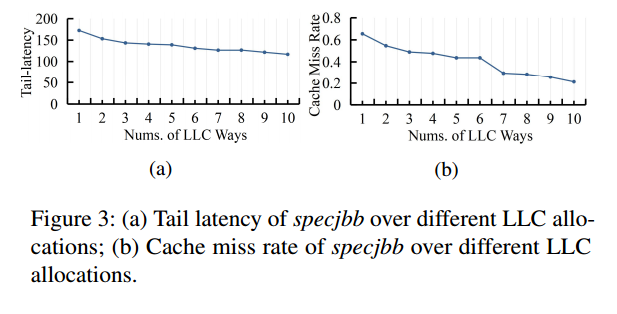 Tail-latency
200
150
100
50
0
1 2 3 4 5 6 7 8 9 10
Nums. of LLC Ways
(a)
Cache Miss Rate
0.8
0.6
0.4
0.2
0
1 2 3 4 5 6 7 8 9 10
Nums. of LLC Ways
(b)
Figure 3: (a) Tail latency of specjbb over different LLC allo-
cations; (b) Cache miss rate of specjbb over different LLC
allocations.